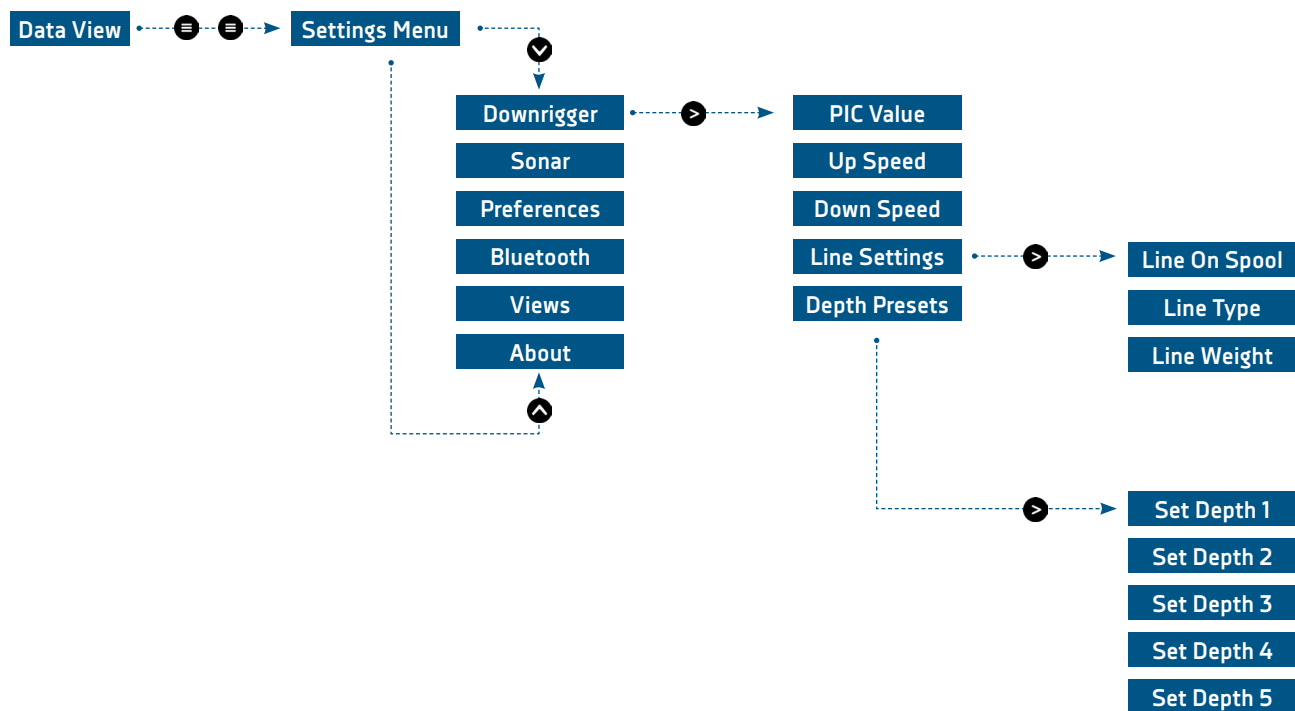 Data View
Settings Menu
Downrigger
Sonar
Preferences
Bluetooth
Views
About
PIC Value
Up Speed
Down Speed
Line Settings
Depth Presets
Line On Spool
Line Type
Line Weight
Set Depth 1
Set Depth 2
Set Depth 3
Set Depth 4
Set Depth 5